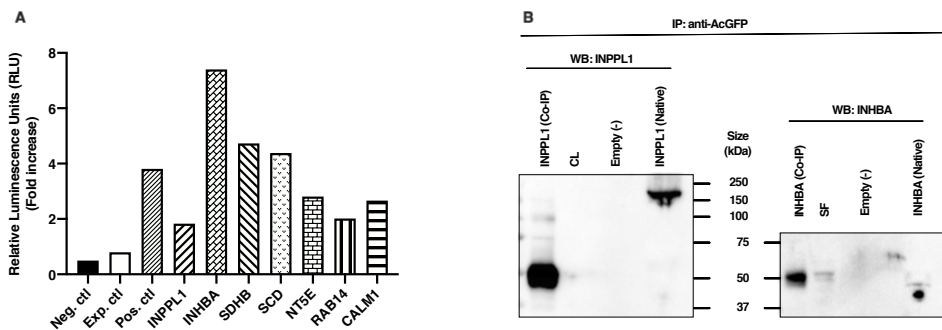 A
Relative Luminescence Units (RLU)
(Fold increase)
8
6
4
2
0
Neg. ctl
Exp. ctl
Pos. ctl
INPPL1
INHBA
SDHB
SCD
NT5E
RAB14
CALM1
B
IP: anti-AcGFP
WB: INPPL1
INPPL1 (Co-IP)
CL
Empty (-)
INPPL1 (Native)
Size
(kDa)
250
150
100
75
50
37
WB: INHBA
INHBA (Co-IP)
SF
Empty (-)
INHBA (Native)